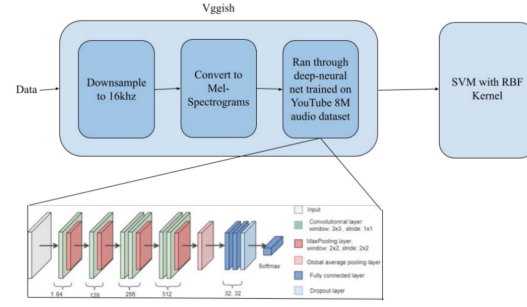 Vggish
Data
Downsample
to 16khz
Convert to
Mel-
Spectrograms
Ran through
deep-neural
net trained on
YouTube 8M
audio dataset
SVM with RBF
Kernel
Input
Convolutionnal layer:
window: 3x3 , stride: 1x1
MaxPooling layer:
window: 2x2, stride: 2x2
Global average pooling layer
Fully connected layer
Dropout layer
Softmax
64
128
256
512
32, 32